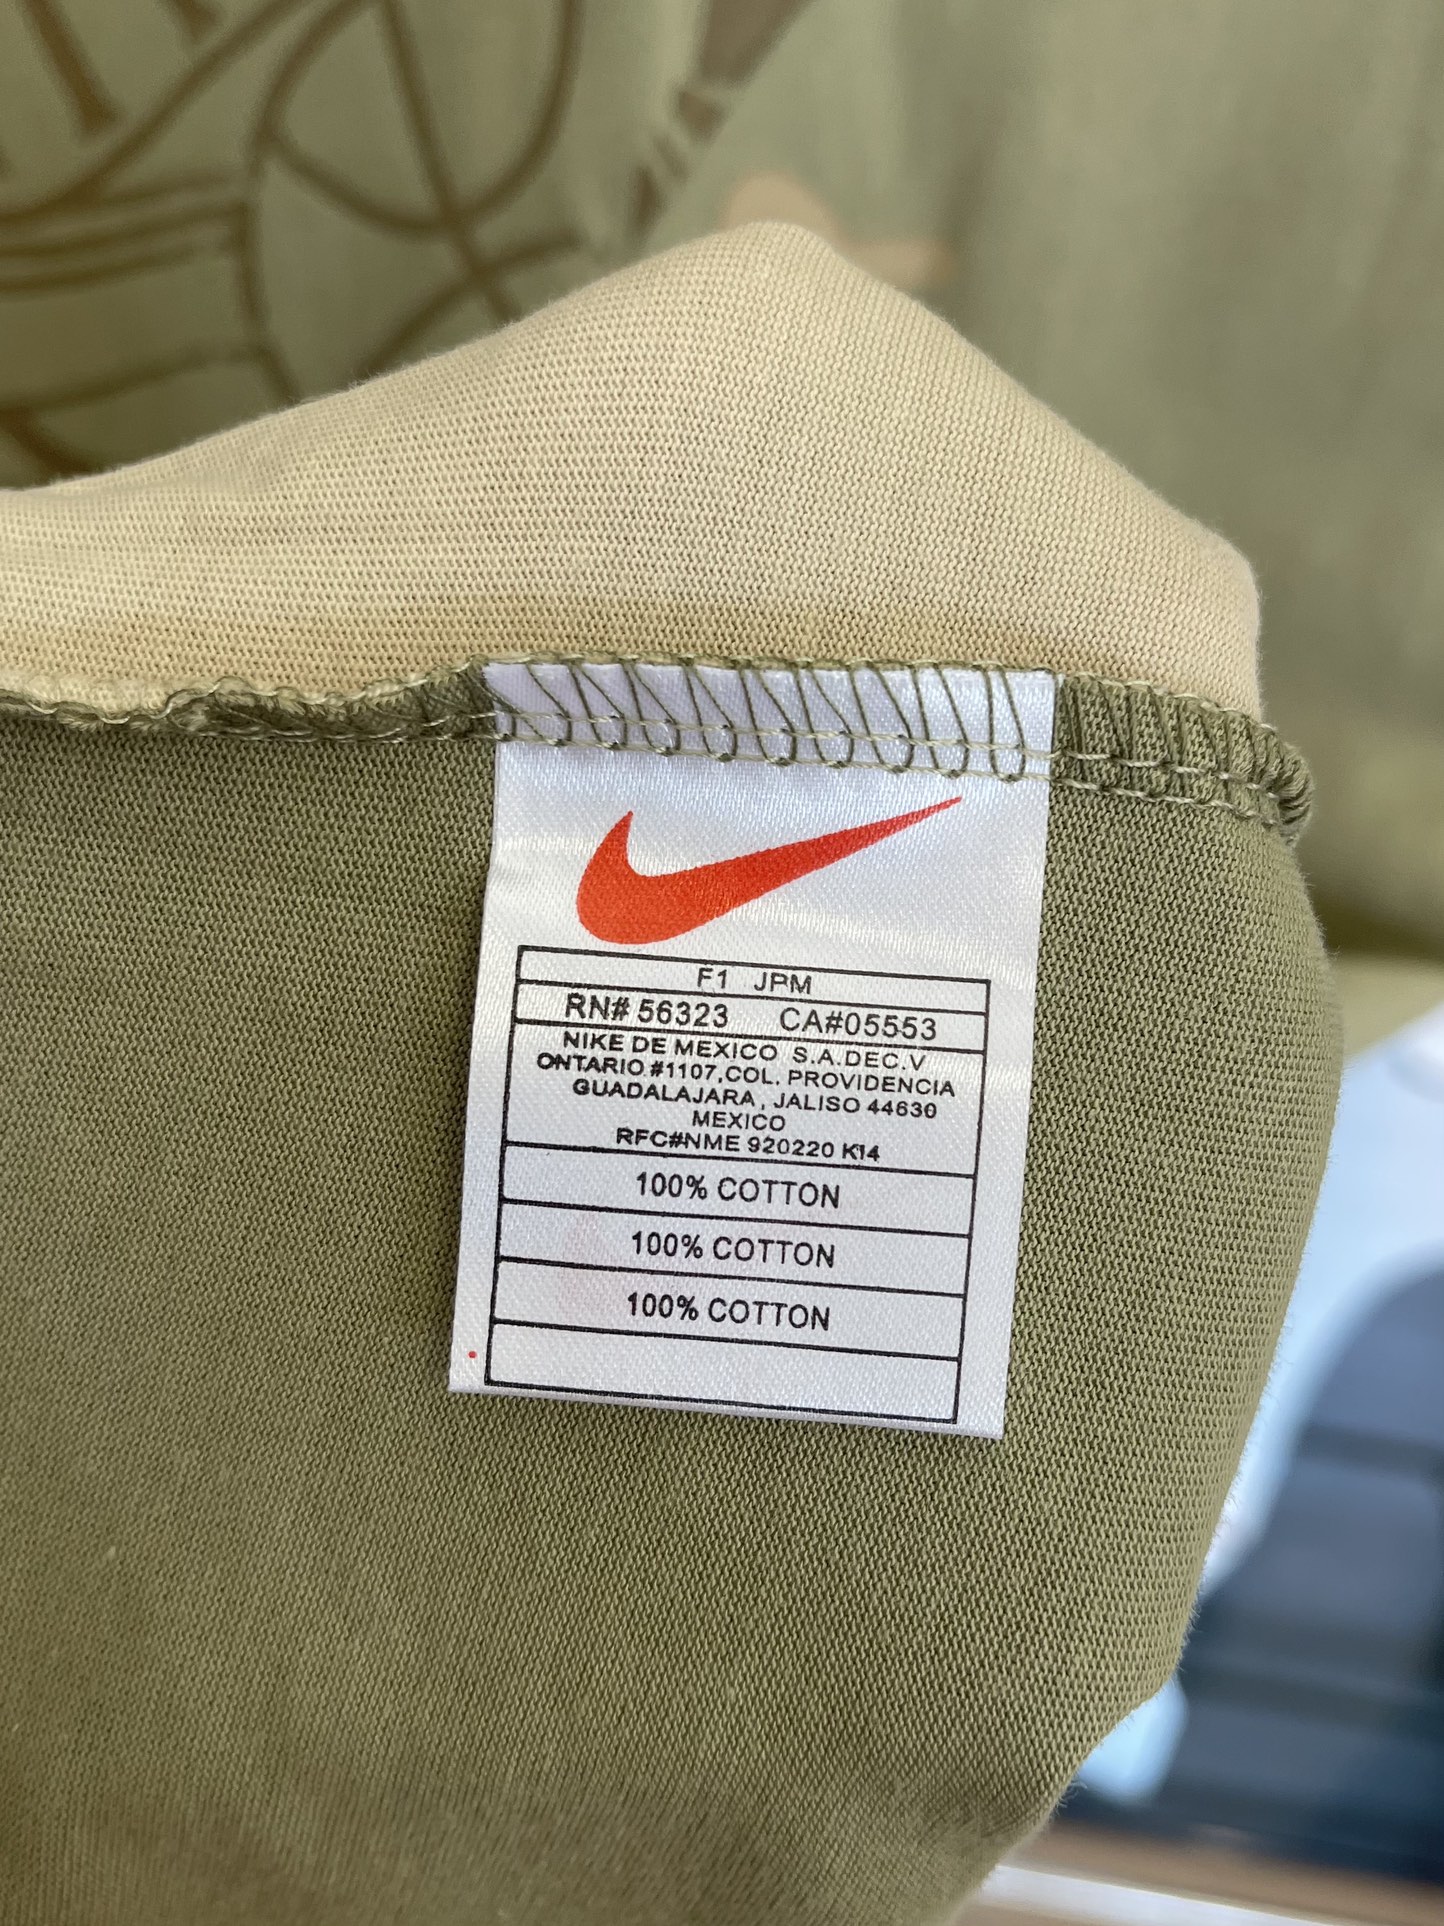 F1 JPM
RN# 56323 CA#05553
NIKE DE MEXICO S.A.DEC.V
ONTARIO #1107,COL. PROVIDENCIA
GUADALAJARA, JALISO 44630
MEXICO
RFC#NME 920220 K14
100% COTTON
100% COTTON
100% COTTON